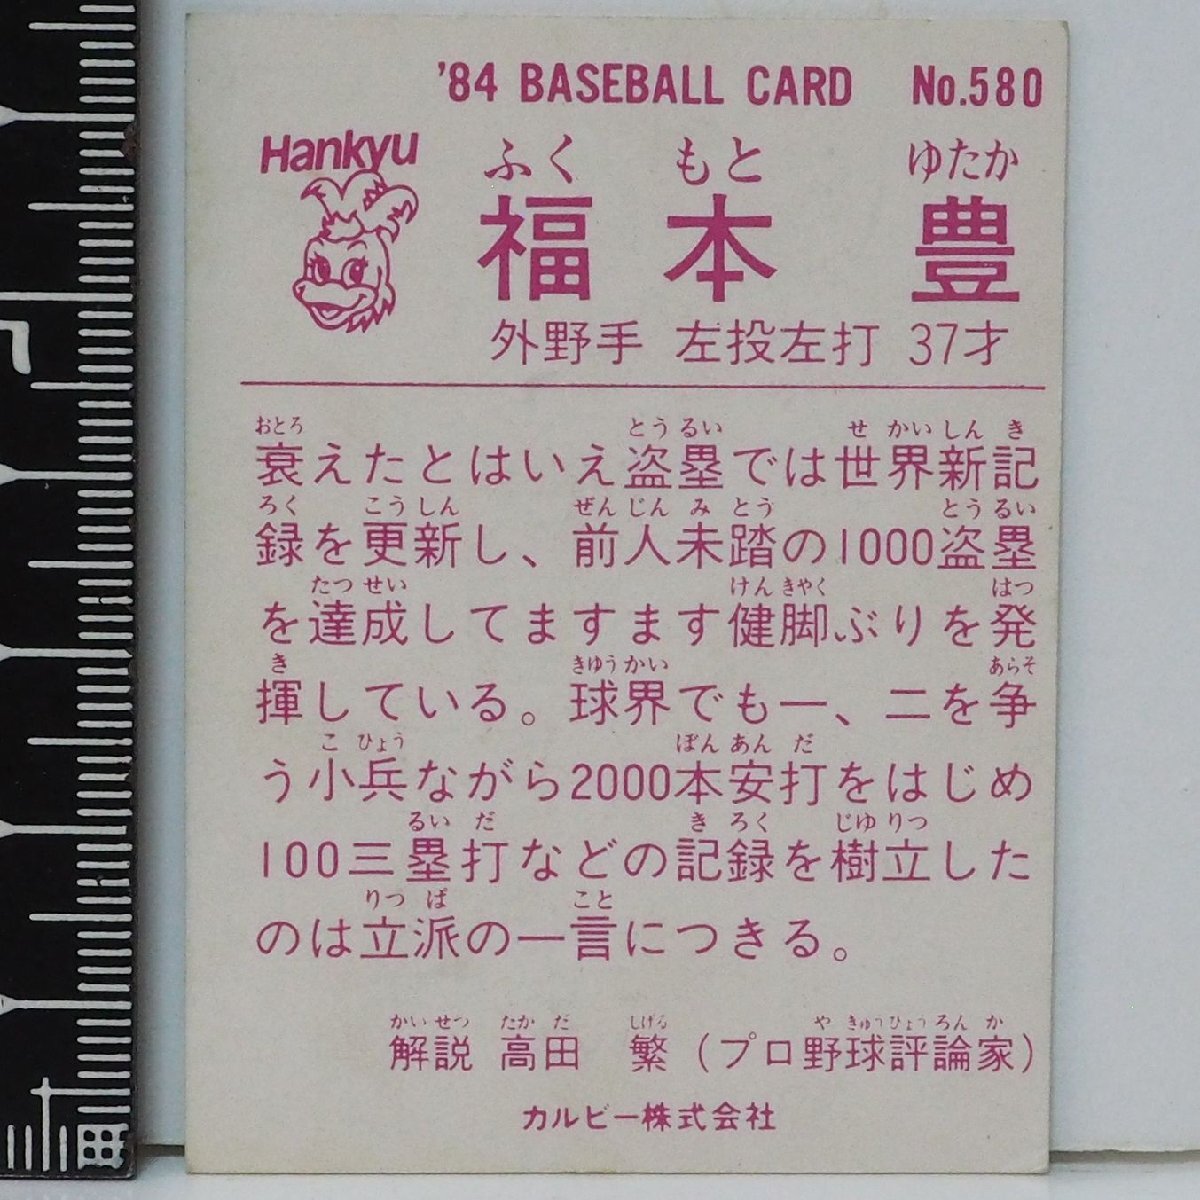 '84 BASEBALL CARD No.580
Hankyu
ふく もと ゆたか
福本 豊
外野手 左投左打 37才
おとろ とうるい せかいしんき
衰えたとはいえ盗塁では世界新記
ろく こうしん ぜんじんみとう とうるい
録を更新し、前人未踏の1000盗塁
たつせい けんきやく はつ
を達成してますます健脚ぶりを発
き きゆうかい あらそ
揮している。球界でも一、二を争
こ ひょう ぼんあんだ
う小兵ながら2000本安打をはじめ
るいだ きろく じゆりつ
100三塁打などの記録を樹立した
りつぱ こと
のは立派の一言につきる。
かいせつ たかだ しげる やきゅうひょうろんか
解説 高田 繁(プロ野球評論家)
カルビー株式会社